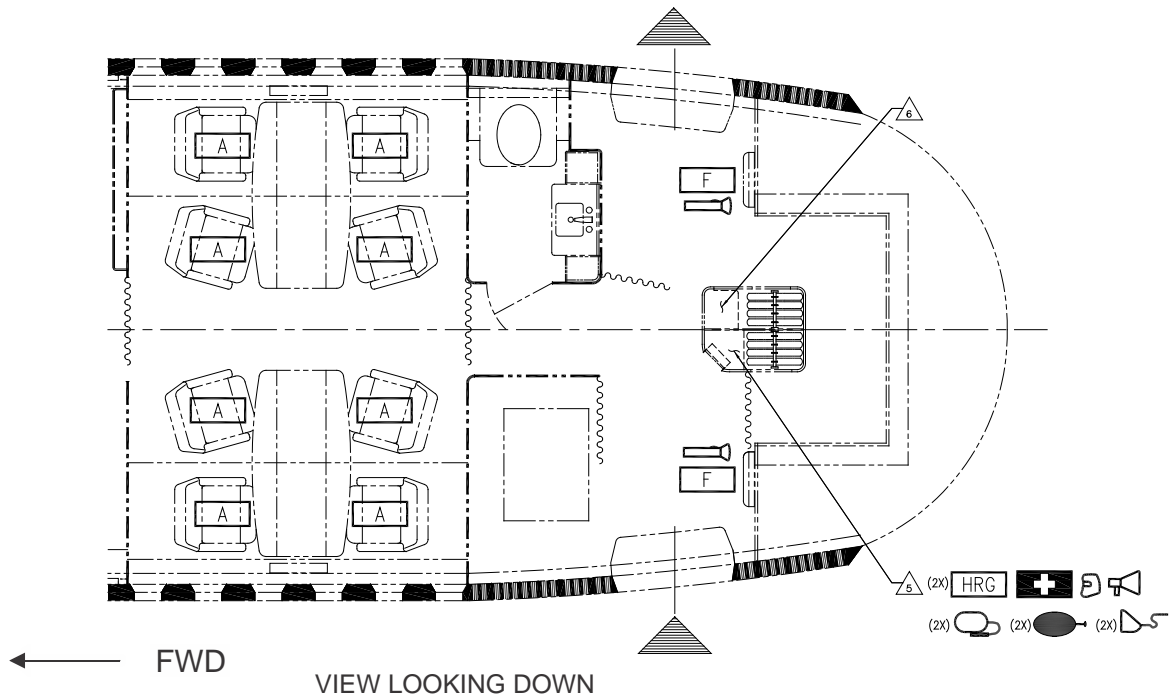 6
A A
F
A A
A A
F
A A
5 (2X) HRG
(2X) (2X) (2X)
FWD
VIEW LOOKING DOWN